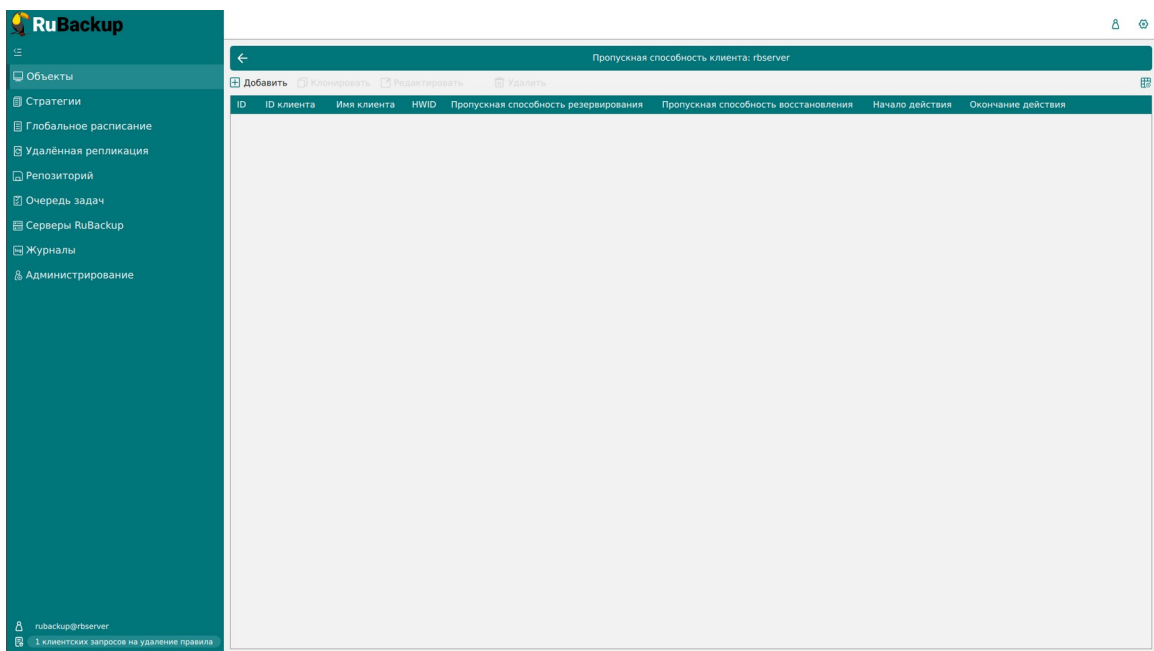 RuBackup
Пропускная способность клиента: rbserver
Объекты
Стратегии
Глобальное расписание
Удалённая репликация
Репозиторий
Очередь задач
Серверы RuBackup
Журналы
Администрирование
Добавить Клонировать Редактировать Удалить
ID ID клиента Имя клиента HWID Пропускная способность резервирования Пропускная способность восстановления Начало действия Окончание действия
rubackup@rbserver
1 клиентских запросов на удаление правила